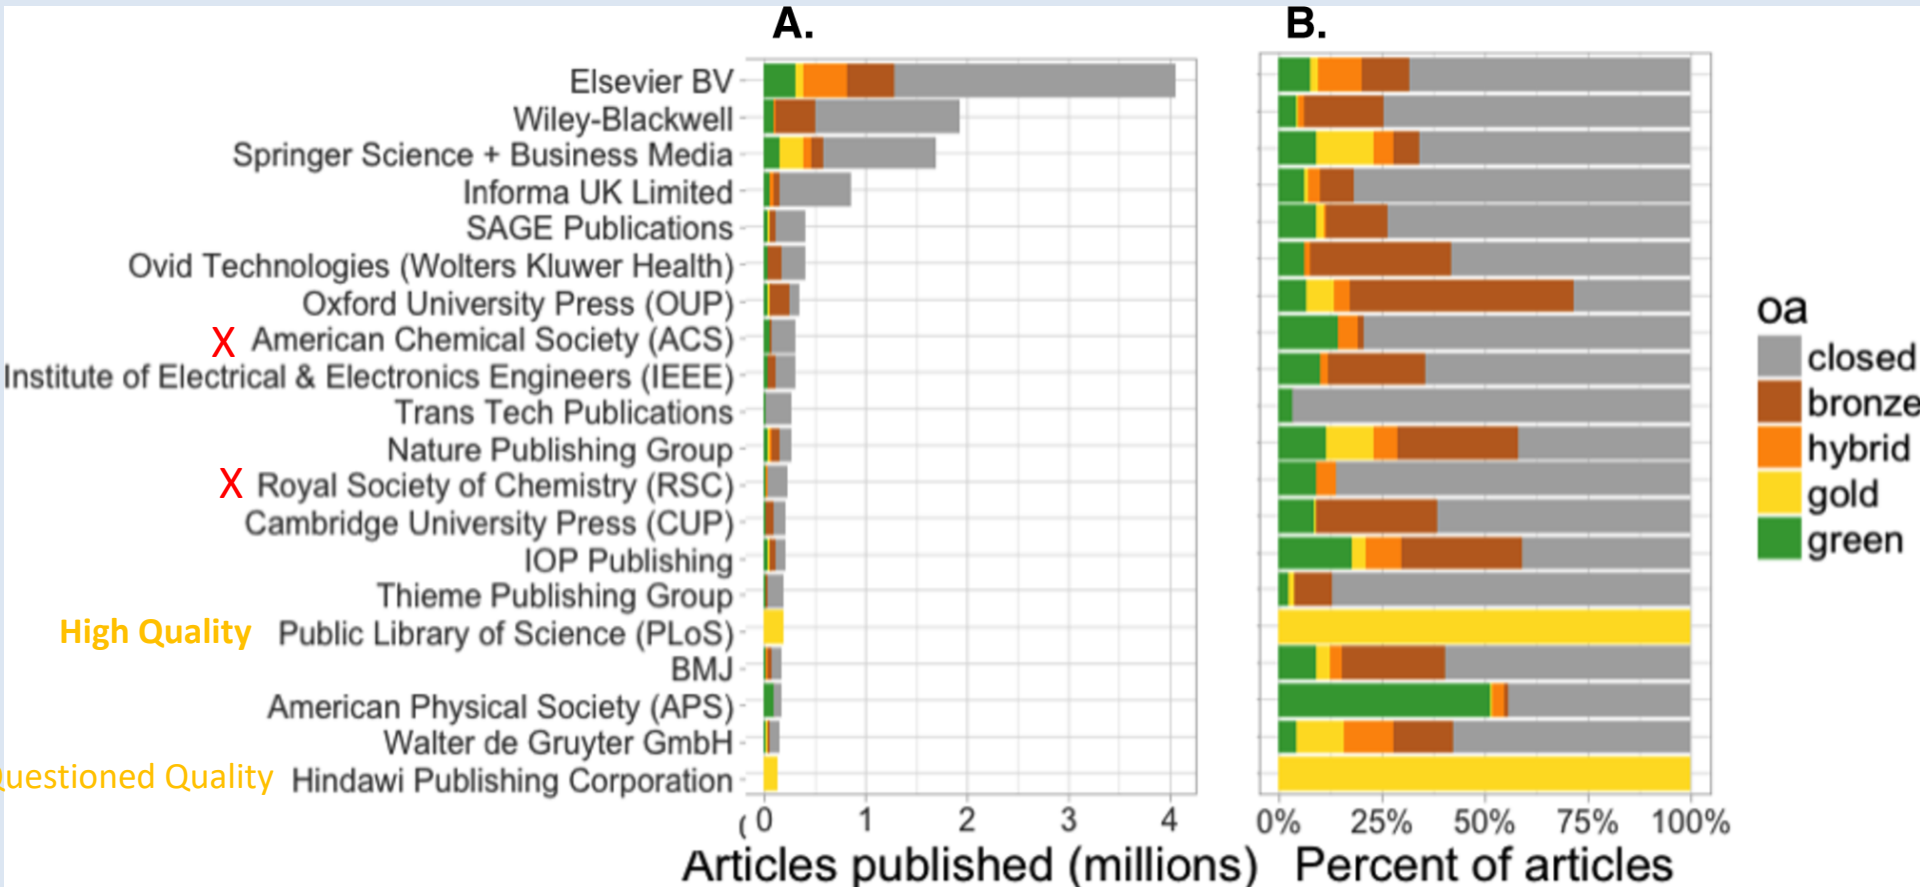 A.
B.
Elsevier BV
Wiley-Blackwell
Springer Science + Business Media
Informa UK Limited
SAGE Publications
Ovid Technologies (Wolters Kluwer Health)
Oxford University Press (OUP)
X American Chemical Society (ACS)
Institute of Electrical & Electronics Engineers (IEEE)
Trans Tech Publications
Nature Publishing Group
X Royal Society of Chemistry (RSC)
Cambridge University Press (CUP)
IOP Publishing
Thieme Publishing Group
High Quality Public Library of Science (PLoS)
BMJ
American Physical Society (APS)
Walter de Gruyter GmbH
Questioned Quality Hindawi Publishing Corporation
( 0 1 2 3 4
Articles published (millions)
0% 25% 50% 75% 100%
Percent of articles
oa
closed
bronze
hybrid
gold
green